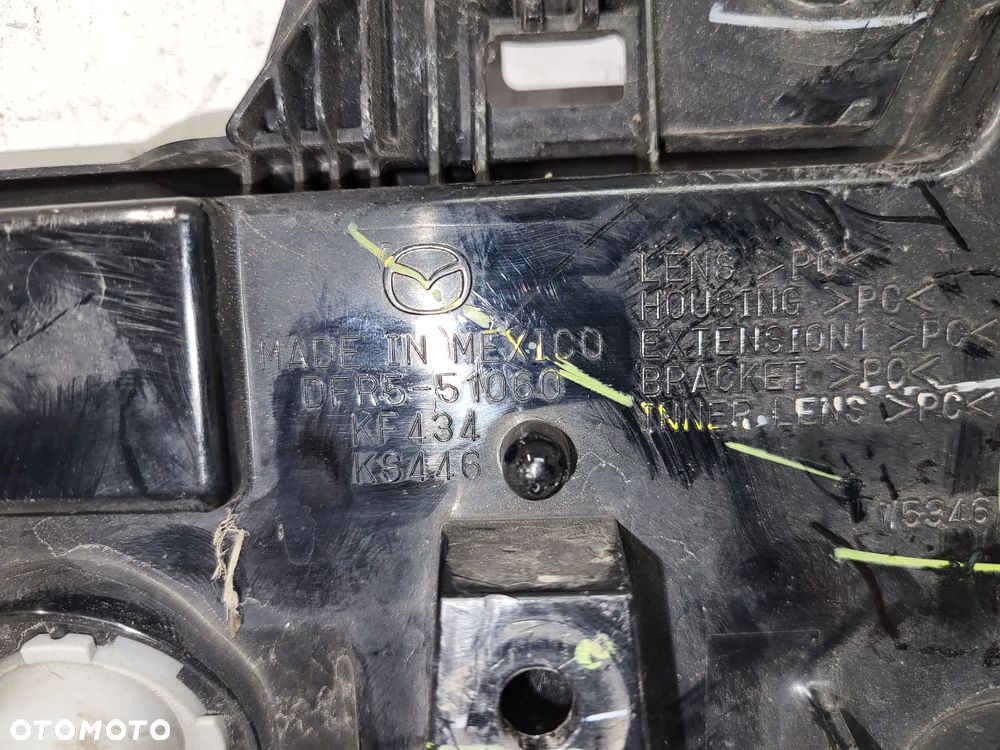 MADE IN MEXICO
DFR5-51060
KF434
KS446
LENS >PC<
HOUSING >PC<
EXTENSION1 >PC<
BRACKET >PC<
INNER LENS >PC<
W5346
OTOMOTO